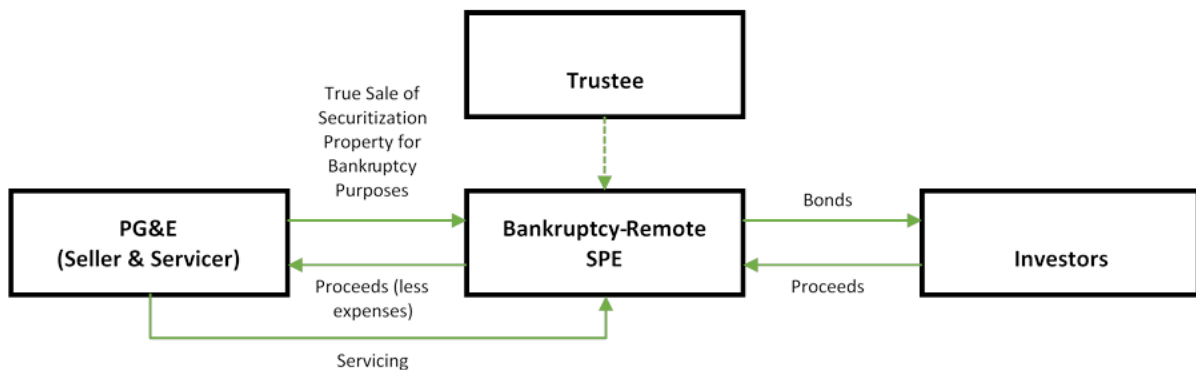 Trustee
True Sale of
Securitization
Property for
Bankruptcy
Purposes
PG&E
(Seller & Servicer)
Bankruptcy-Remote
SPE
Bonds
Investors
Proceeds (less
expenses)
Proceeds
Servicing